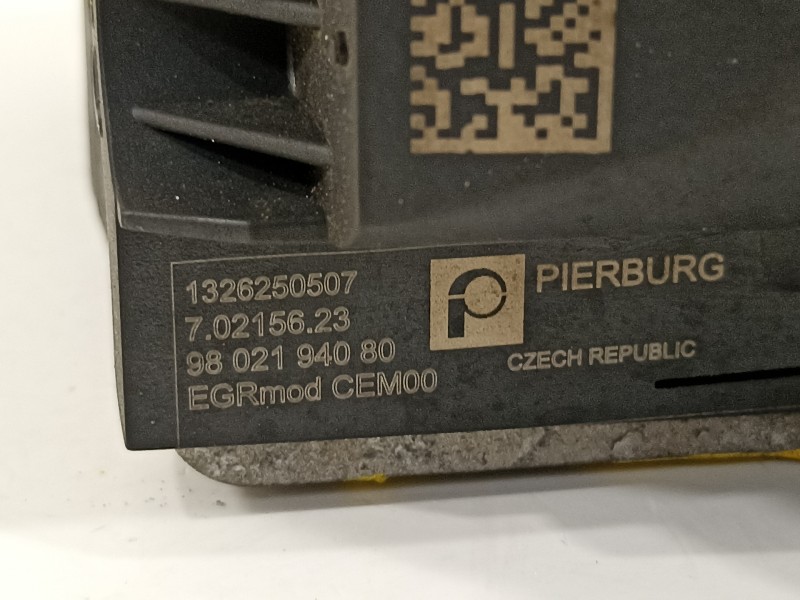 1326250507
7.02156.23
98 021 940 80
EGRmod CEM00
PIERBURG
CZECH REPUBLIC